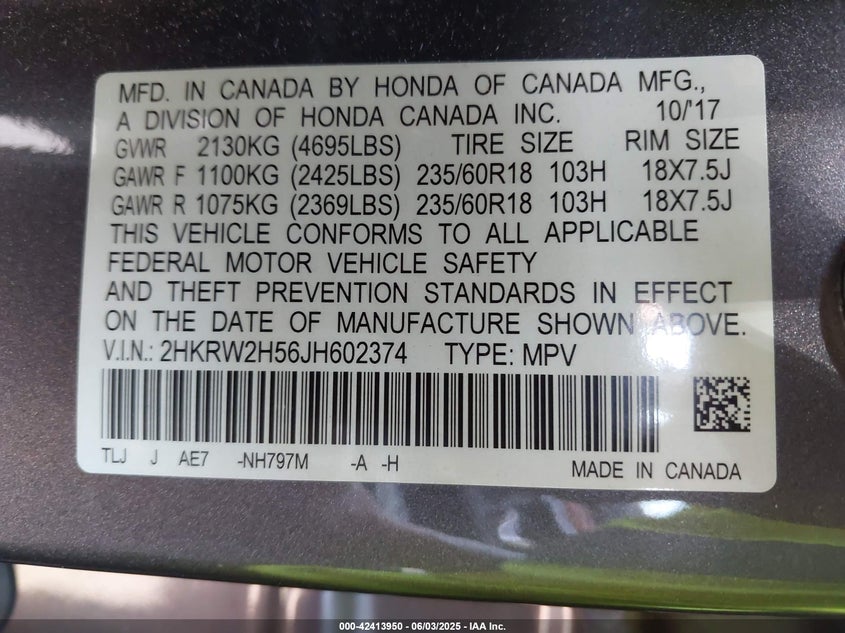 MFD. IN CANADA BY HONDA OF CANADA MFG.,
A DIVISION OF HONDA CANADA INC. 10/'17
GVWR 2130KG (4695LBS) TIRE SIZE RIM SIZE
GAWR F 1100KG (2425LBS) 235/60R18 103H 18X7.5J
GAWR R 1075KG (2369LBS) 235/60R18 103H 18X7.5J
THIS VEHICLE CONFORMS TO ALL APPLICABLE
FEDERAL MOTOR VEHICLE SAFETY
AND THEFT PREVENTION STANDARDS IN EFFECT
ON THE DATE OF MANUFACTURE SHOWN ABOVE.
V.I.N.: 2HKRW2H56JH602374 TYPE: MPV
TLJ J AE7 -NH797M -A -H MADE IN CANADA
000-42413950 - 06/03/2025 - IAA Inc.